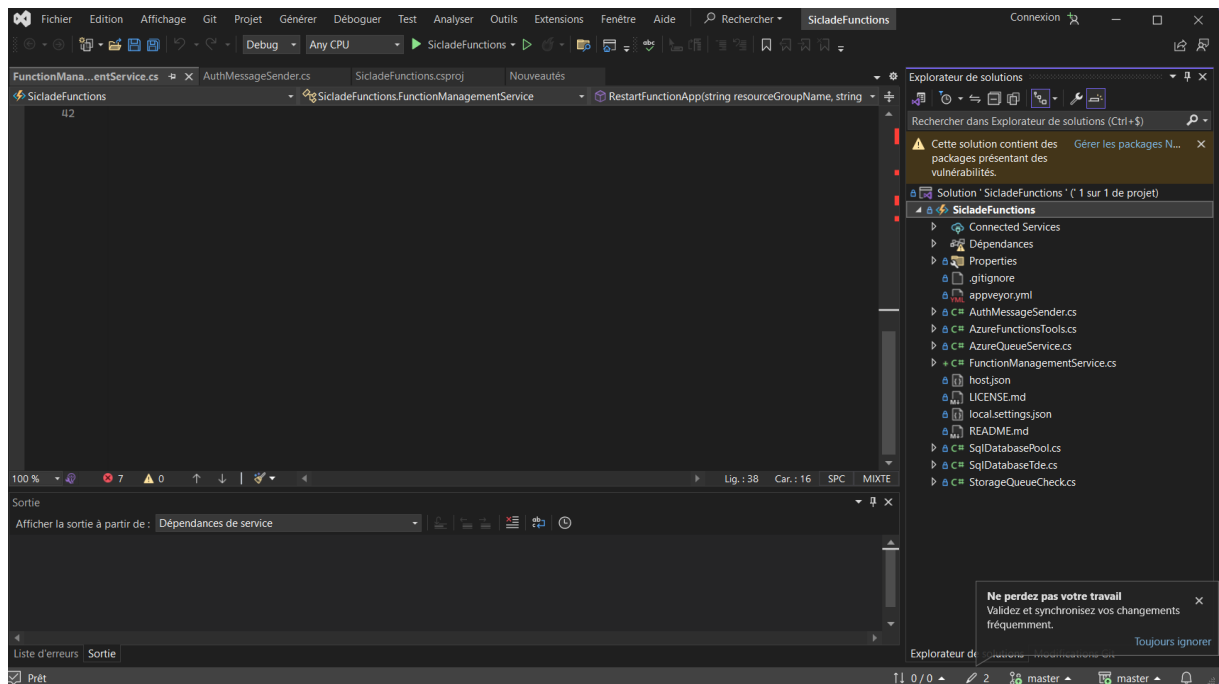 Fichier Edition Affichage Git Projet Générer Déboguer Test Analyser Outils Extensions Fenêtre Aide Rechercher SicladeFunctions Connexion
Debug Any CPU SicladeFunctions
FunctionMana...entService.cs AuthMessageSender.cs SicladeFunctions.csproj Nouveautés
SicladeFunctions SicladeFunctions.FunctionManagementService RestartFunctionApp(string resourceGroupName, string
42
100 % 7 0 Lig. : 38 Car. : 16 SPC MIXTE
Sortie
Afficher la sortie à partir de : Dépendances de service
Liste d'erreurs Sortie
Explorateur de solutions
Rechercher dans Explorateur de solutions (Ctrl+$)
Cette solution contient des Gérer les packages N...
packages présentant des
vulnérabilités.
Solution ' SicladeFunctions ' (' 1 sur 1 de projet)
SicladeFunctions
Connected Services
Dépendances
Properties
.gitignore
appveyor.yml
C# AuthMessageSender.cs
C# AzureFunctionsTools.cs
C# AzureQueueService.cs
C# FunctionManagementService.cs
host.json
LICENSE.md
local.settings.json
README.md
C# SqlDatabasePool.cs
C# SqlDatabaseTde.cs
C# StorageQueueCheck.cs
Ne perdez pas votre travail
Validez et synchronisez vos changements
fréquemment.
Toujours ignorer
Explorateur de
Prêt 0 / 0 2 master master